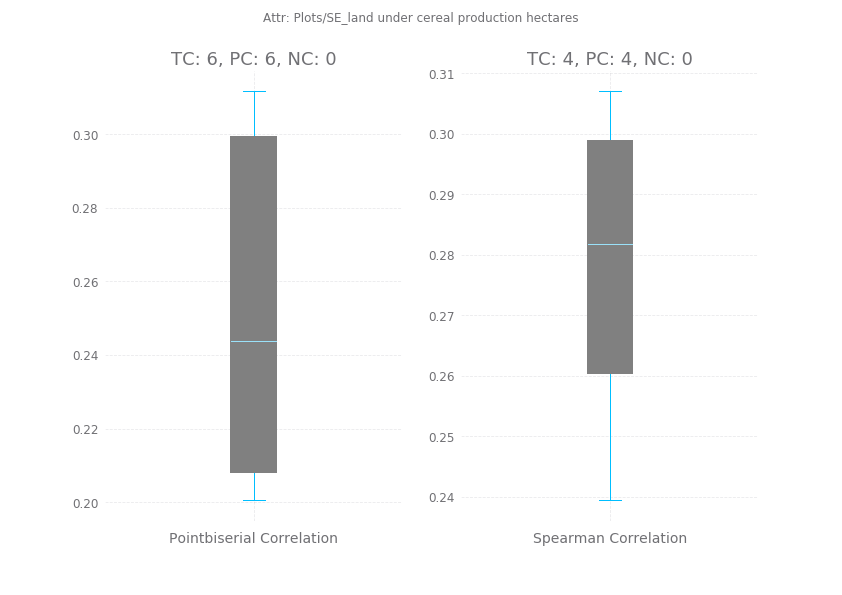 Attr: Plots/SE_land under cereal production hectares
TC: 6, PC: 6, NC: 0
0.30
0.28
0.26
0.24
0.22
0.20
Pointbiserial Correlation
TC: 4, PC: 4, NC: 0
0.31
0.30
0.29
0.28
0.27
0.26
0.25
0.24
Spearman Correlation